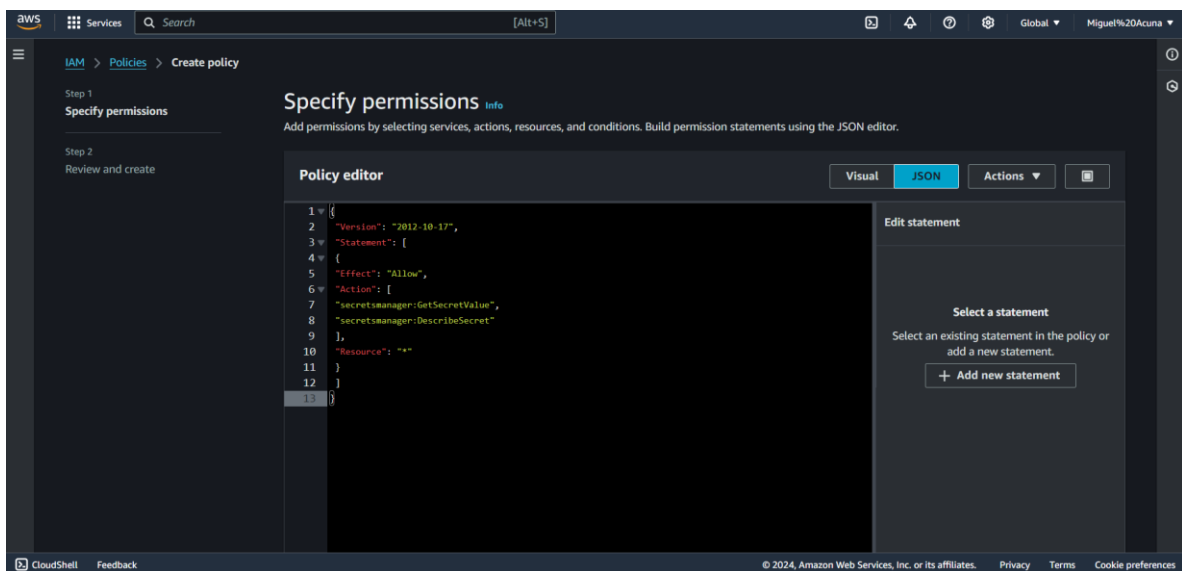 aws Services Search [Alt+S] Global ▼ Miguel%20Acuna ▼
IAM > Policies > Create policy
Step 1
Specify permissions
Step 2
Review and create
Specify permissions Info
Add permissions by selecting services, actions, resources, and conditions. Build permission statements using the JSON editor.
Policy editor
Visual JSON Actions ▼
1 {
2 "Version": "2012-10-17",
3 "Statement": [
4 {
5 "Effect": "Allow",
6 "Action": [
7 "secretsmanager:GetSecretValue",
8 "secretsmanager:DescribeSecret"
9 ],
10 "Resource": "*"
11 }
12 ]
13 }
Edit statement
Select a statement
Select an existing statement in the policy or
add a new statement.
+ Add new statement
CloudShell Feedback © 2024, Amazon Web Services, Inc. or its affiliates. Privacy Terms Cookie preferences